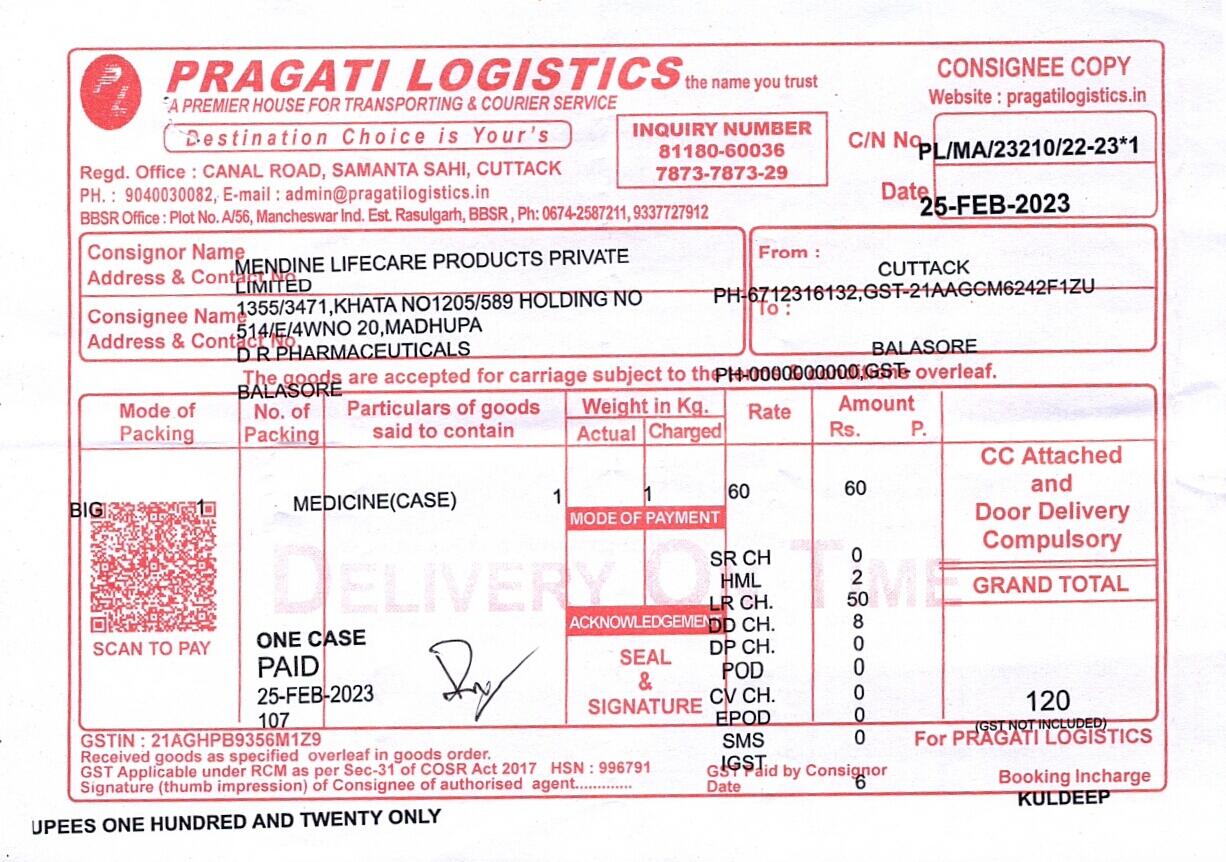 PRAGATI LOGISTICS the name you trust
A PREMIER HOUSE FOR TRANSPORTING & COURIER SERVICE
Destination Choice is Your's
Regd. Office : CANAL ROAD, SAMANTA SAHI, CUTTACK
PH. : 9040030082, E-mail : admin@pragatilogistics.in
BBSR Office : Plot No. A/56, Mancheswar Ind. Est. Rasulgarh, BBSR , Ph: 0674-2587211, 9337727912
INQUIRY NUMBER
81180-60036
7873-7873-29
CONSIGNEE COPY
Website : pragatilogistics.in
C/N No. PL/MA/23210/22-23*1
Date 25-FEB-2023
Consignor Name
Address & Contact No.
MENDINE LIFECARE PRODUCTS PRIVATE
LIMITED
1355/3471,KHATA NO1205/589 HOLDING NO
514/E/4WNO 20,MADHUPA
Consignee Name
Address & Contact No.
D R PHARMACEUTICALS
BALASORE
From :
CUTTACK
PH-6712316132,GST-21AAGCM6242F1ZU
To :
BALASORE
PH-0000000000,GST-
The goods are accepted for carriage subject to the overleaf.
Mode of Packing
No. of Packing
Particulars of goods said to contain
Weight in Kg.
Actual Charged
Rate
Amount
Rs. P.
BIG 1 MEDICINE(CASE) 1 1 60 60
CC Attached
and
Door Delivery
Compulsory
GRAND TOTAL
120
(GST NOT INCLUDED)
MODE OF PAYMENT
DELIVERY ON TIME
SR CH 0
HML 2
LR CH. 50
DD CH. 8
DP CH. 0
POD 0
CV CH. 0
EPOD 0
SMS 0
IGST 6
ACKNOWLEDGEMENT
SEAL
&
SIGNATURE
SCAN TO PAY
ONE CASE
PAID
25-FEB-2023
107
GSTIN : 21AGHPB9356M1Z9
Received goods as specified overleaf in goods order.
GST Applicable under RCM as per Sec-31 of COSR Act 2017 HSN : 996791
Signature (thumb impression) of Consignee of authorised agent.............
GST Paid by Consignor
Date
For PRAGATI LOGISTICS
Booking Incharge
KULDEEP
UPEES ONE HUNDRED AND TWENTY ONLY